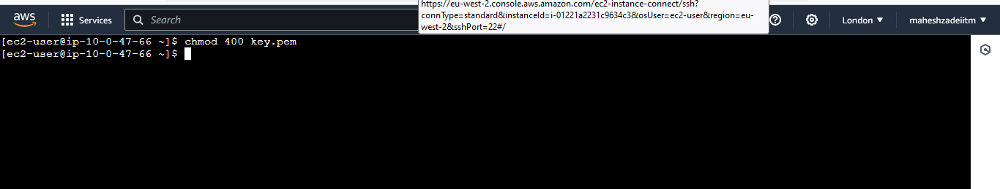 https://eu-west-2.console.aws.amazon.com/ec2-instance-connect/ssh?
connType=standard&instanceId=i-01221a2231c9634c3&osUser=ec2-user&region=eu-
west-2&sshPort=22#/
aws
Services
Search
London
maheshzadeiitm
[ec2-user@ip-10-0-47-66 ~]$ chmod 400 key.pem
[ec2-user@ip-10-0-47-66 ~]$